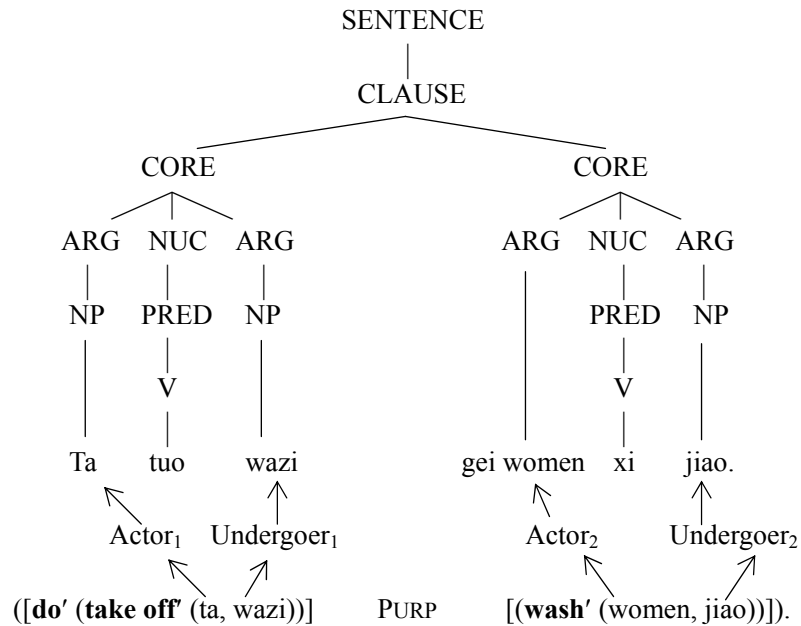 SENTENCE
CLAUSE
CORE CORE
ARG NUC ARG ARG NUC ARG
NP PRED NP PRED NP
V V
Ta tuo wazi gei women xi jiao.
Actor₁ Undergoer₁ Actor₂ Undergoer₂
([do′ (take off′ (ta, wazi))] PURP [(wash′ (women, jiao))]).